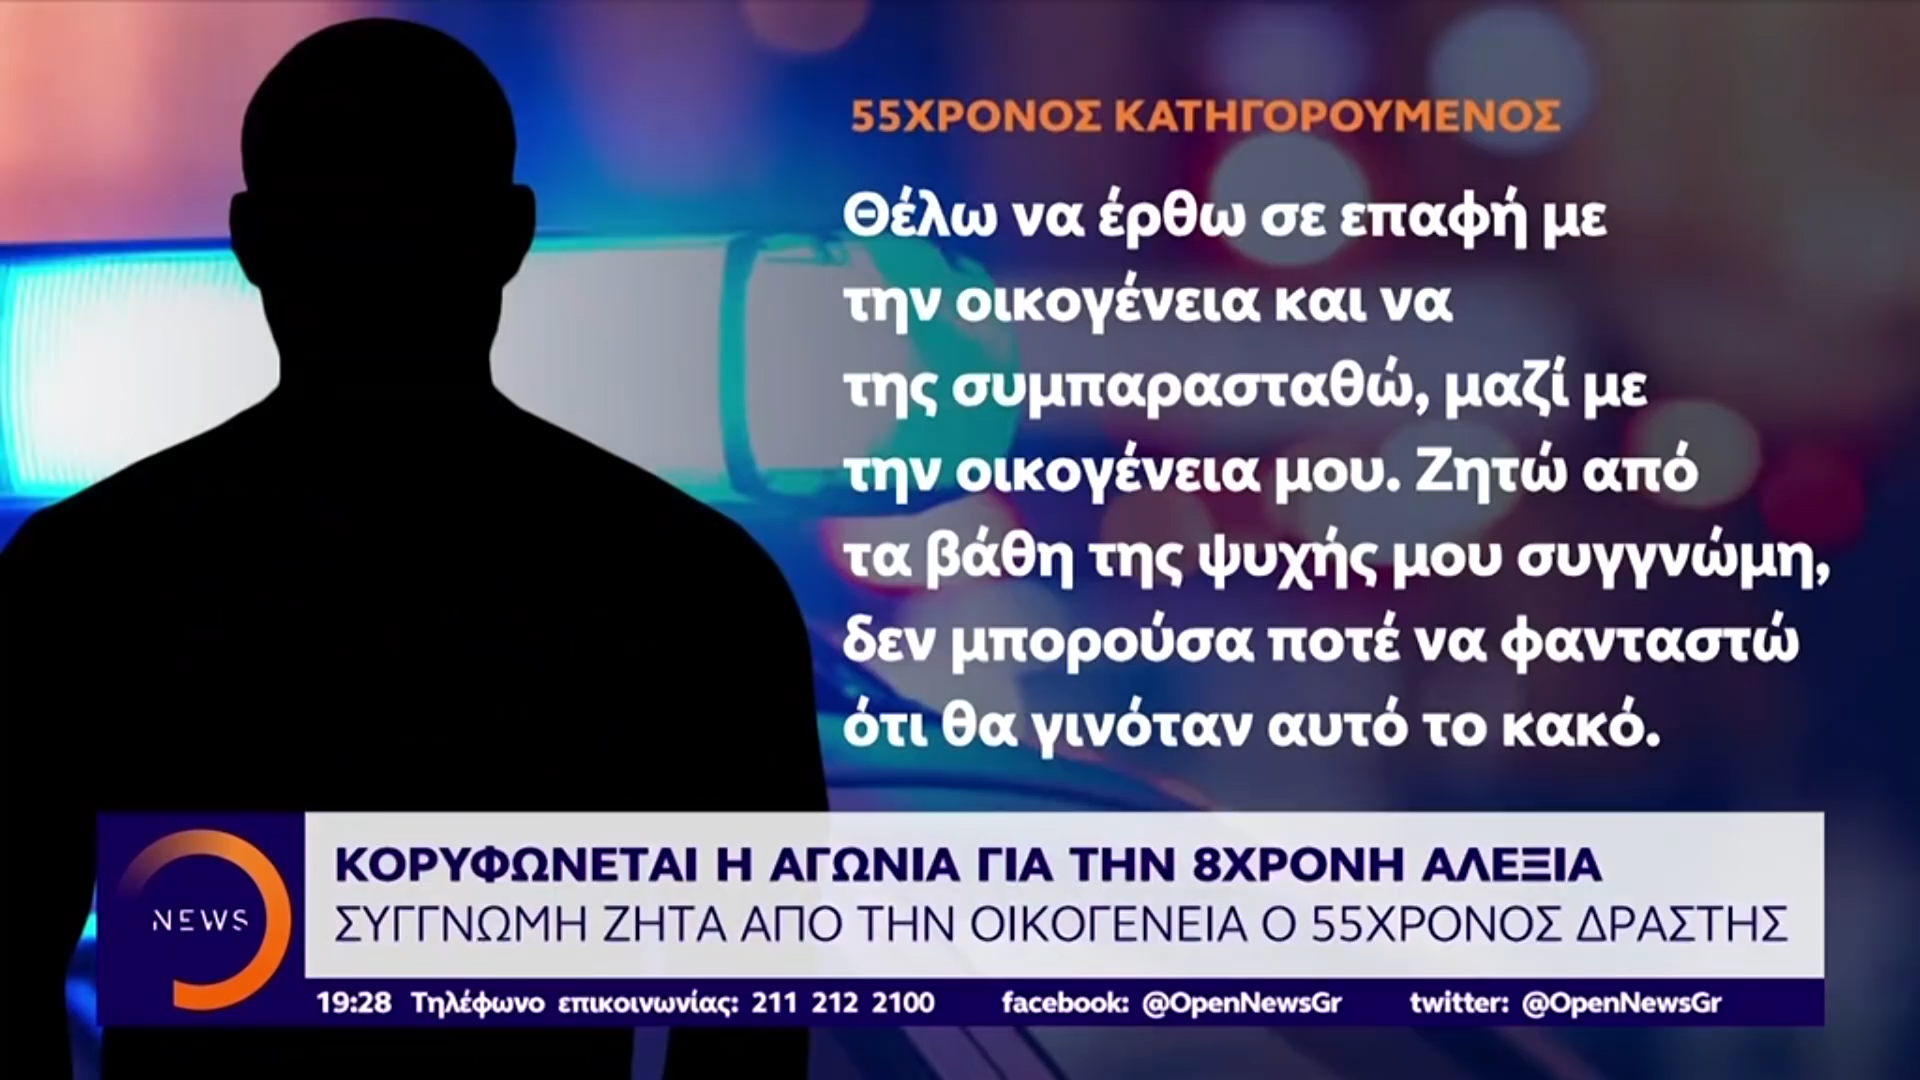 55ΧΡΟΝΟΣ ΚΑΤΗΓΟΡΟΥΜΕΝΟΣ
Θέλω να έρθω σε επαφή με
την οικογένεια και να
της συμπαρασταθώ, μαζί με
την οικογένεια μου. Ζητώ από
τα βάθη της ψυχής μου συγγνώμη,
δεν μπορούσα ποτέ να φανταστώ
ότι θα γινόταν αυτό το κακό.
ΚΟΡΥΦΩΝΕΤΑΙ Η ΑΓΩΝΙΑ ΓΙΑ ΤΗΝ 8ΧΡΟΝΗ ΑΛΕΞΙΑ
NEWS
ΣΥΓΓΝΩΜΗ ΖΗΤΑ ΑΠΟ ΤΗΝ ΟΙΚΟΓΕΝΕΙΑ Ο 55ΧΡΟΝΟΣ ΔΡΑΣΤΗΣ
19:28 Τηλέφωνο επικοινωνίας: 211 212 2100 facebook: @OpenNewsGr twitter: @OpenNewsGr